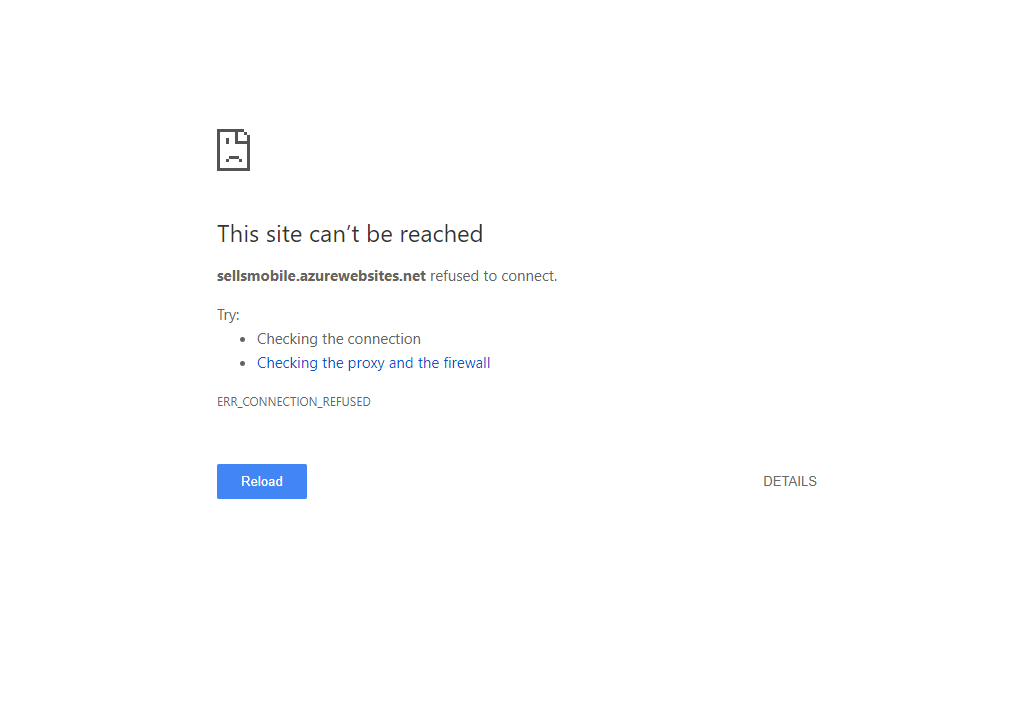 This site can’t be reached
sellsmobile.azurewebsites.net refused to connect.
Try:
• Checking the connection
• Checking the proxy and the firewall
ERR_CONNECTION_REFUSED
Reload
DETAILS